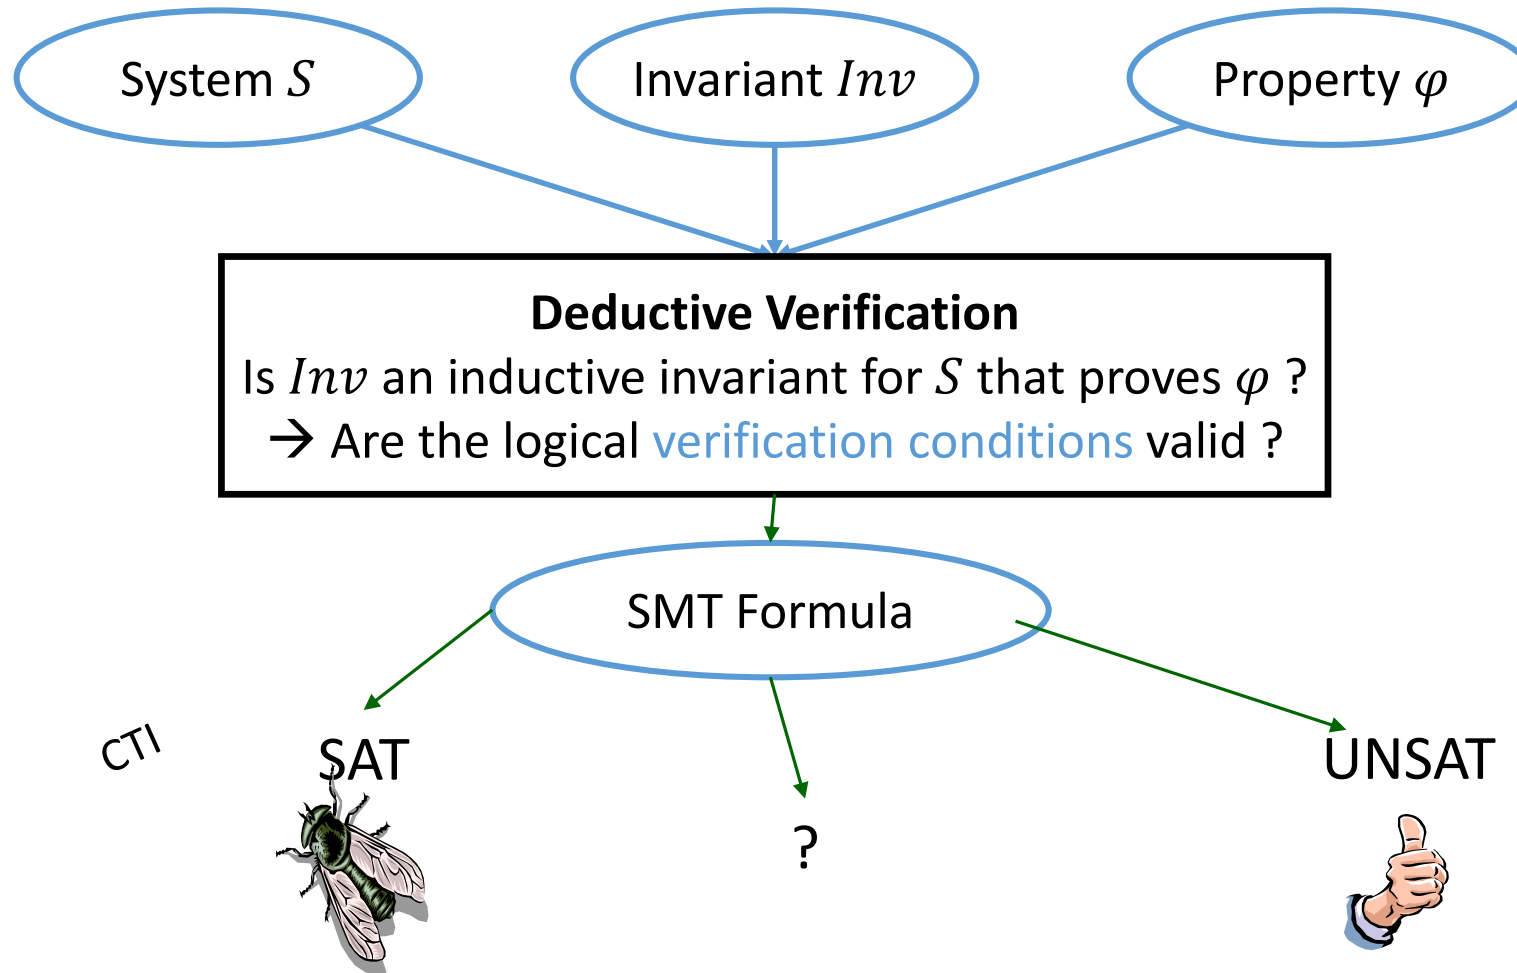 System S
Invariant Inv
Property φ
Deductive Verification
Is Inv an inductive invariant for S that proves φ ?
→ Are the logical verification conditions valid ?
SMT Formula
CTI
SAT
?
UNSAT